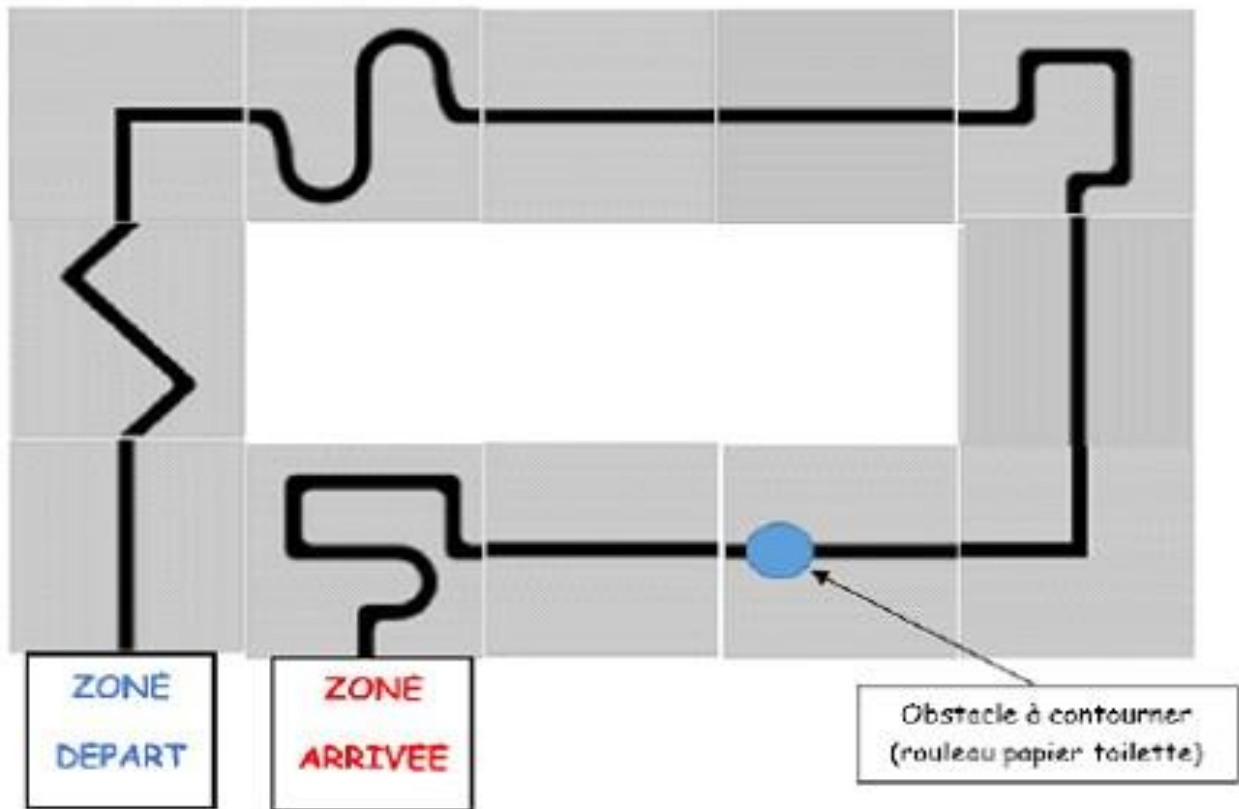 ZONE
DEPART
ZONE
ARRIVEE
Obstacle à contourner
(rouleau papier toilette)